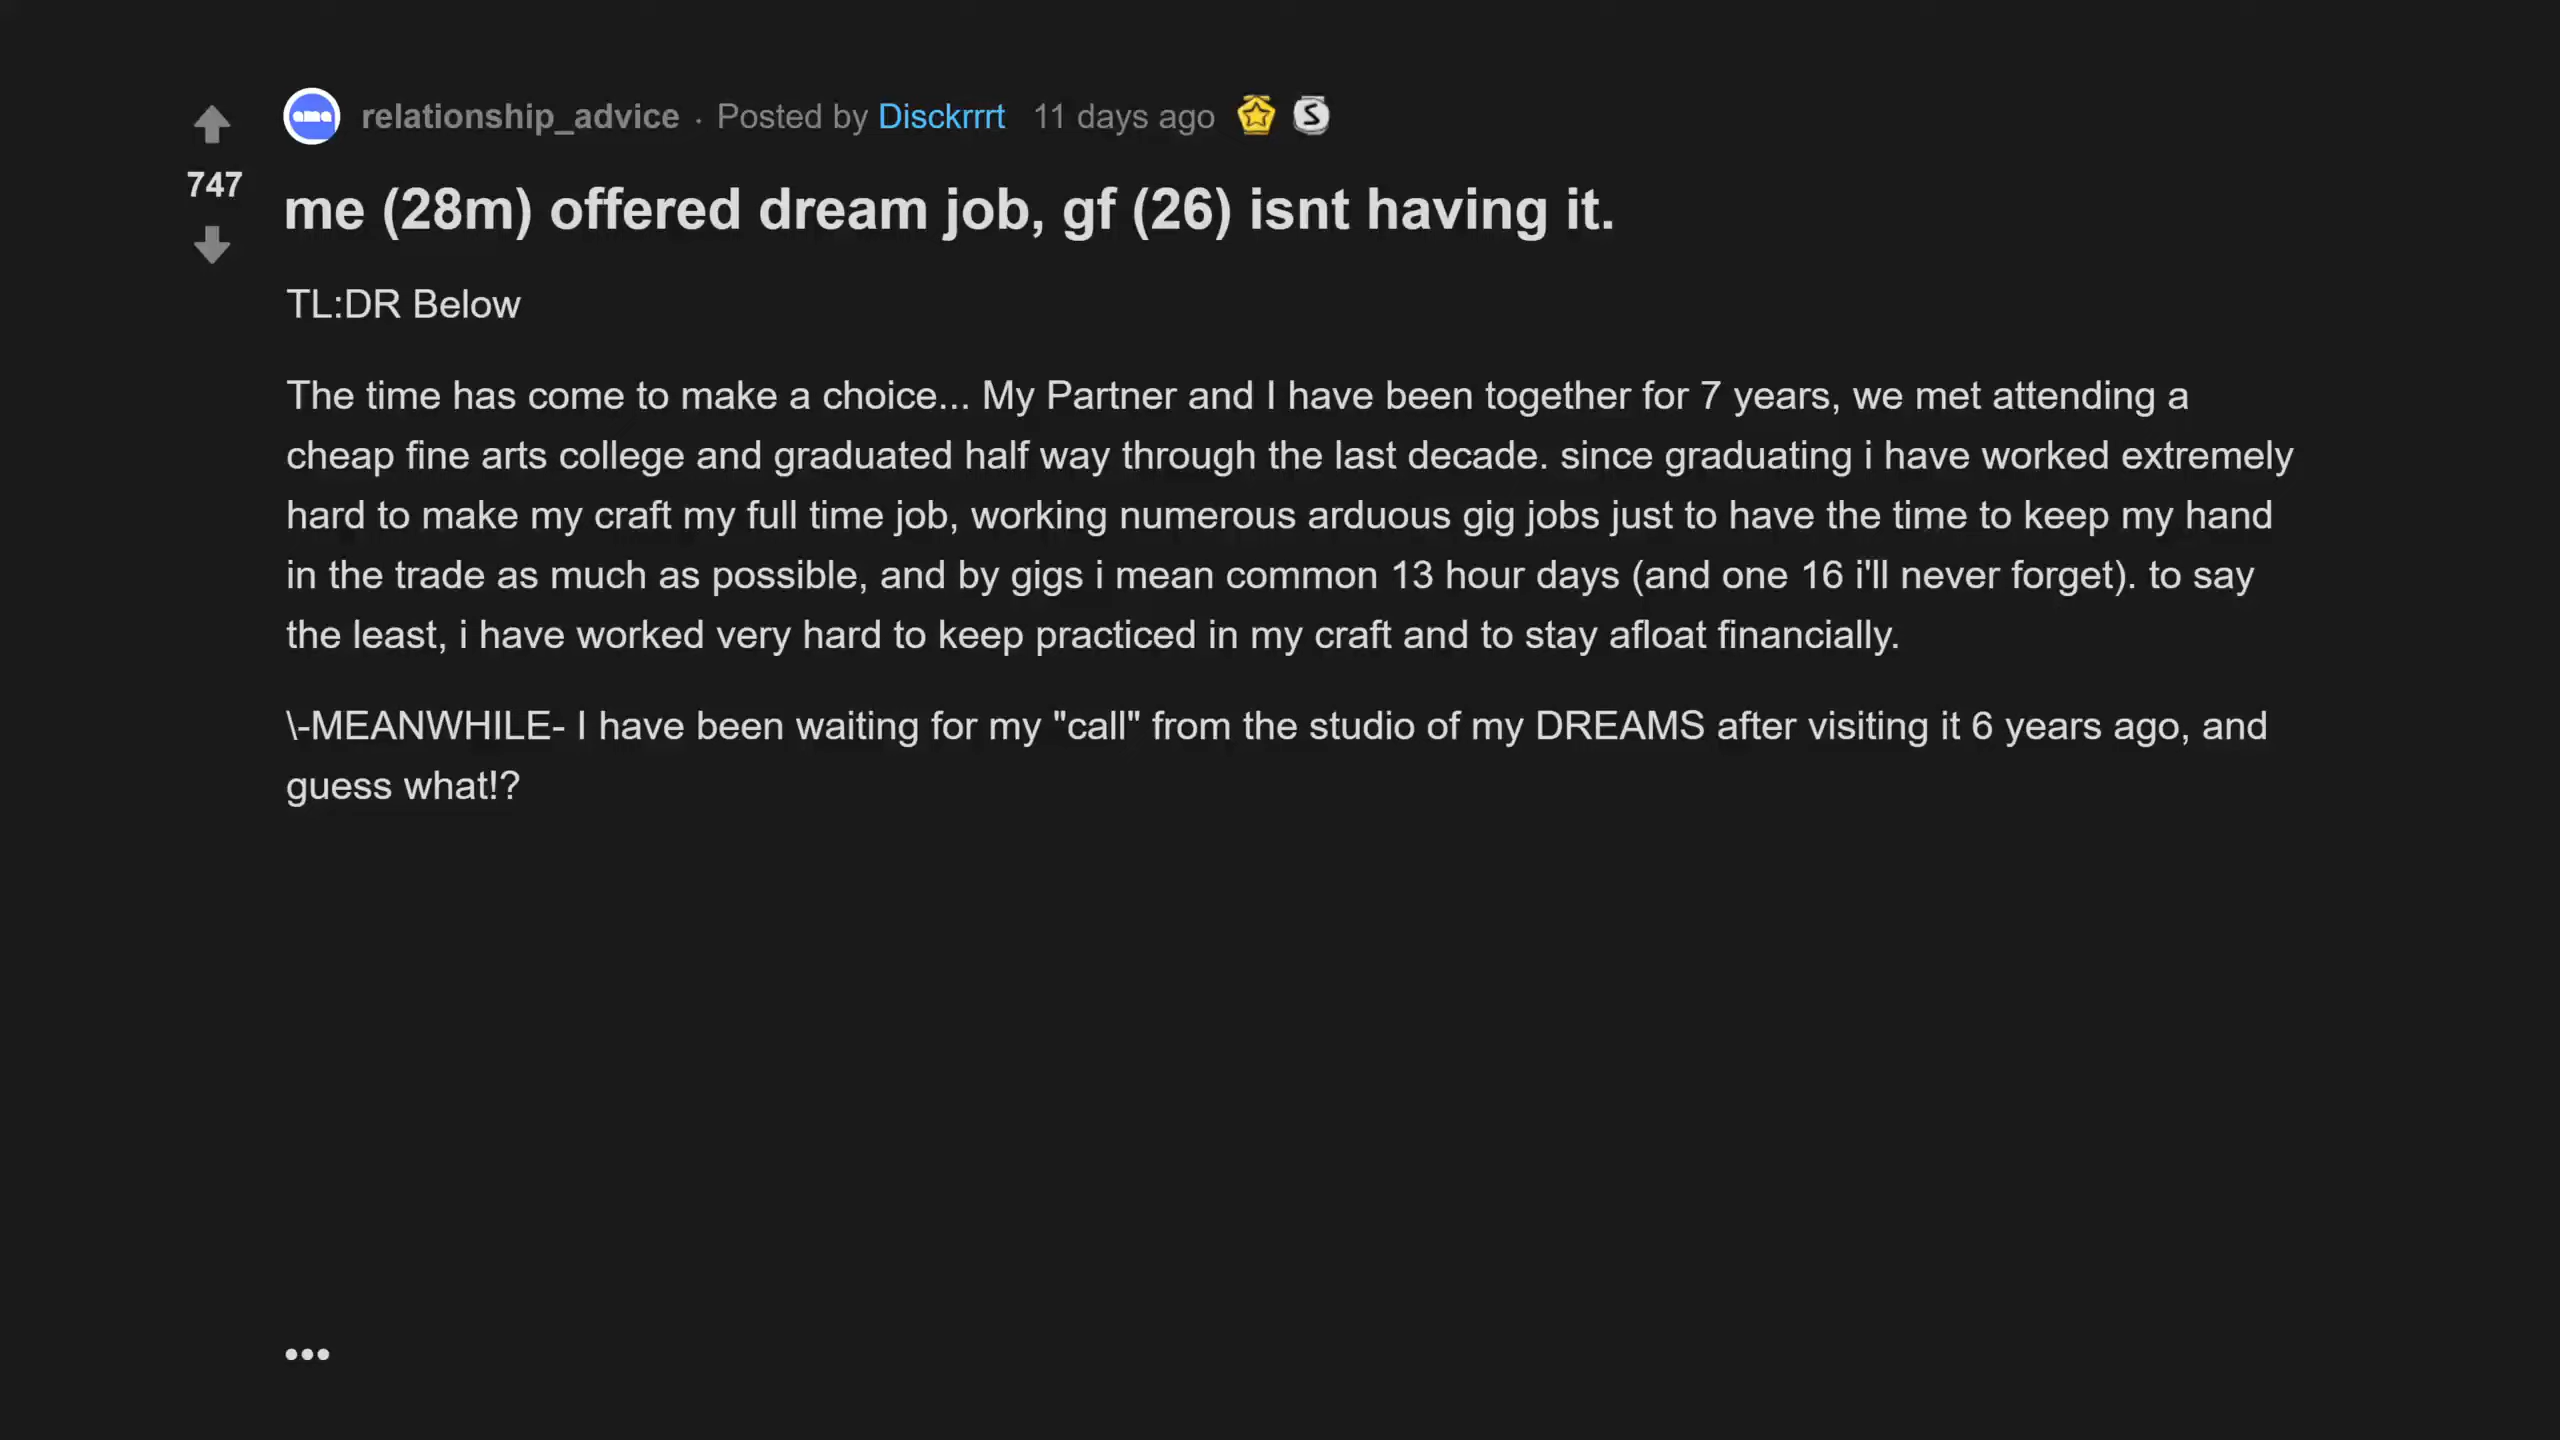 relationship_advice · Posted by Disckrrrt 11 days ago
747
me (28m) offered dream job, gf (26) isnt having it.
TL:DR Below
The time has come to make a choice... My Partner and I have been together for 7 years, we met attending a
cheap fine arts college and graduated half way through the last decade. since graduating i have worked extremely
hard to make my craft my full time job, working numerous arduous gig jobs just to have the time to keep my hand
in the trade as much as possible, and by gigs i mean common 13 hour days (and one 16 i'll never forget). to say
the least, i have worked very hard to keep practiced in my craft and to stay afloat financially.
\-MEANWHILE- I have been waiting for my "call" from the studio of my DREAMS after visiting it 6 years ago, and
guess what!?
•••